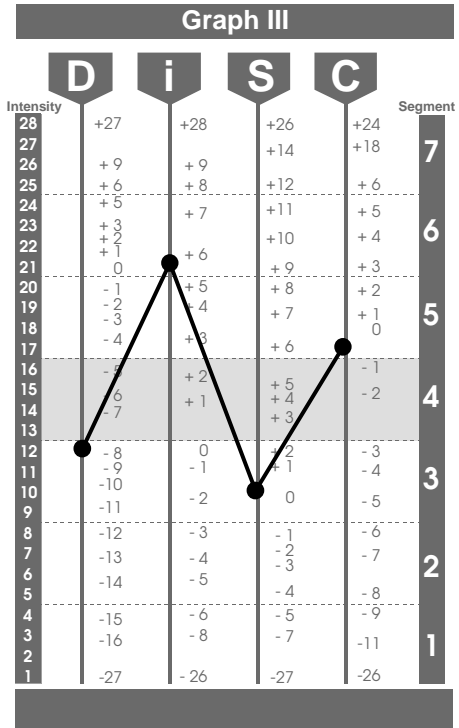 Graph III
D i S C
Intensity Segment
28 +27 +28 +26 +24
27 +14 +18 7
26 + 9 + 9
25 + 6 + 8 +12 + 6
24 + 5 +11
23 + 3 + 7 + 5 6
22 + 2 +10 + 4
+ 1 + 6
21 0 + 9 + 3
20 - 1 + 5 + 8 + 2
19 - 2 + 4 + 7 + 1 5
18 - 3 0
17 - 4 + 3 + 6
16 - 5 + 2 - 1
15 - 6 + 1 + 5 - 2 4
+ 4
14 - 7 + 3
13
12 - 8 0 + 2 - 3
11 - 9 - 1 + 1 - 4 3
10 -10 - 2 0 - 5
9 -11
8 -12 - 3 - 1 - 6
7 -13 - 4 - 2 - 7 2
- 3
6 -14 - 5
5 - 4 - 8
4 -15 - 6 - 5 - 9
3 -16 - 8 - 7 -11 1
2
1 -27 - 26 -27 -26